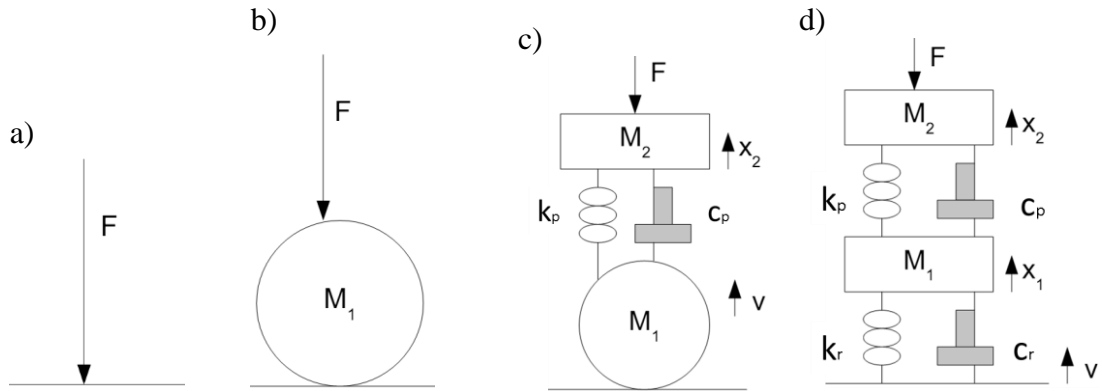 a)
F
b)
F
M₁
c)
F
M₂
x₂
kₚ
cₚ
v
M₁
d)
F
M₂
x₂
kₚ
cₚ
M₁
x₁
kᵣ
cᵣ
v